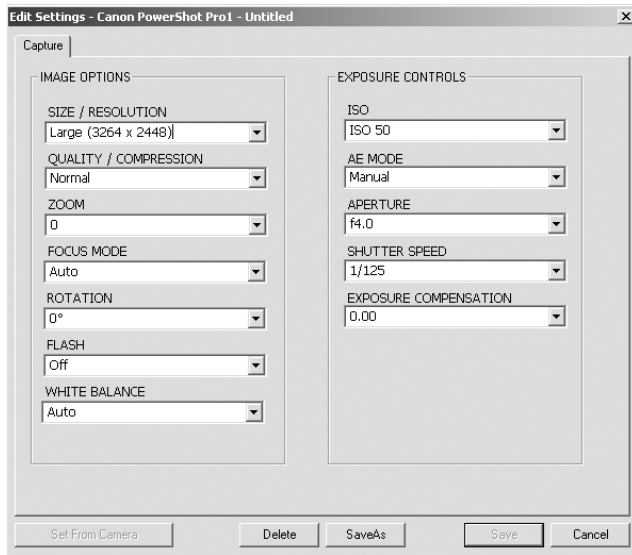 Edit Settings - Canon PowerShot Pro1 - Untitled
Capture
IMAGE OPTIONS
SIZE / RESOLUTION
Large (3264 x 2448)
QUALITY / COMPRESSION
Normal
ZOOM
0
FOCUS MODE
Auto
ROTATION
0°
FLASH
Off
WHITE BALANCE
Auto
EXPOSURE CONTROLS
ISO
ISO 50
AE MODE
Manual
APERTURE
f4.0
SHUTTER SPEED
1/125
EXPOSURE COMPENSATION
0.00
Set From Camera
Delete
SaveAs
Save
Cancel